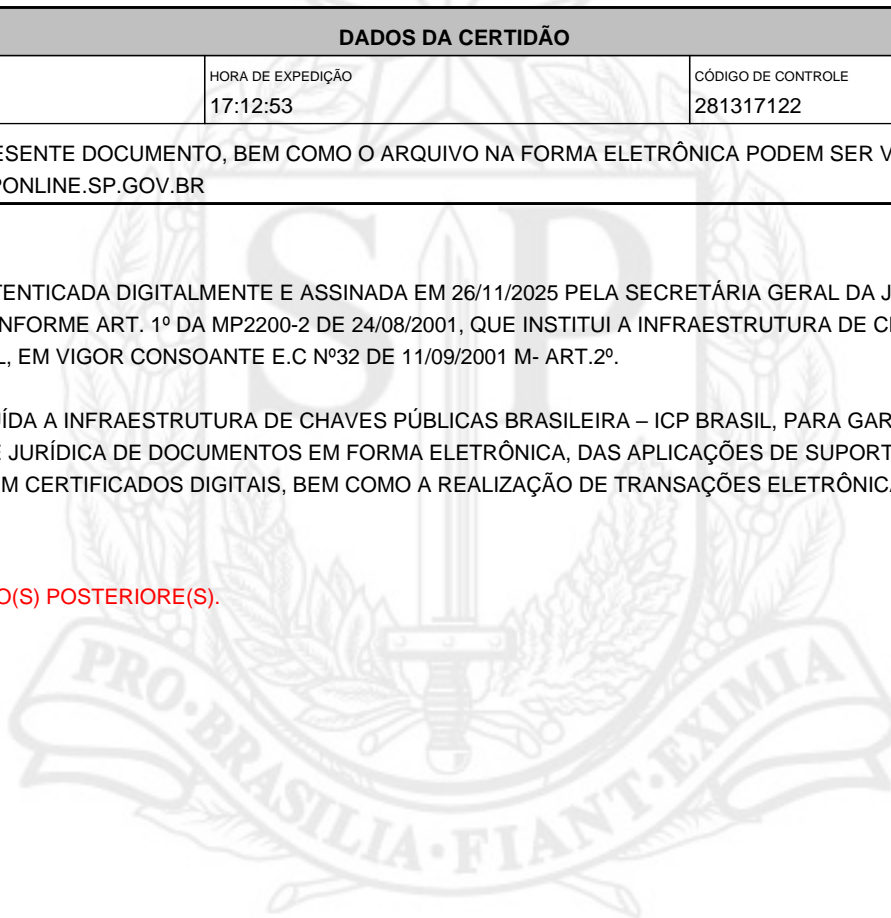 DADOS DA CERTIDÃO
HORA DE EXPEDIÇÃO CÓDIGO DE CONTROLE
17:12:53 281317122
ESENTE DOCUMENTO, BEM COMO O ARQUIVO NA FORMA ELETRÔNICA PODEM SER V
PONLINE.SP.GOV.BR
TENTICADA DIGITALMENTE E ASSINADA EM 26/11/2025 PELA SECRETÁRIA GERAL DA J
NFORME ART. 1º DA MP2200-2 DE 24/08/2001, QUE INSTITUI A INFRAESTRUTURA DE C
L, EM VIGOR CONSOANTE E.C Nº32 DE 11/09/2001 M- ART.2º.
ÍDA A INFRAESTRUTURA DE CHAVES PÚBLICAS BRASILEIRA – ICP BRASIL, PARA GAR
E JURÍDICA DE DOCUMENTOS EM FORMA ELETRÔNICA, DAS APLICAÇÕES DE SUPORT
M CERTIFICADOS DIGITAIS, BEM COMO A REALIZAÇÃO DE TRANSAÇÕES ELETRÔNICA
O(S) POSTERIORE(S).
SP
PRO·BRASILIA·FIANT·EXIMIA